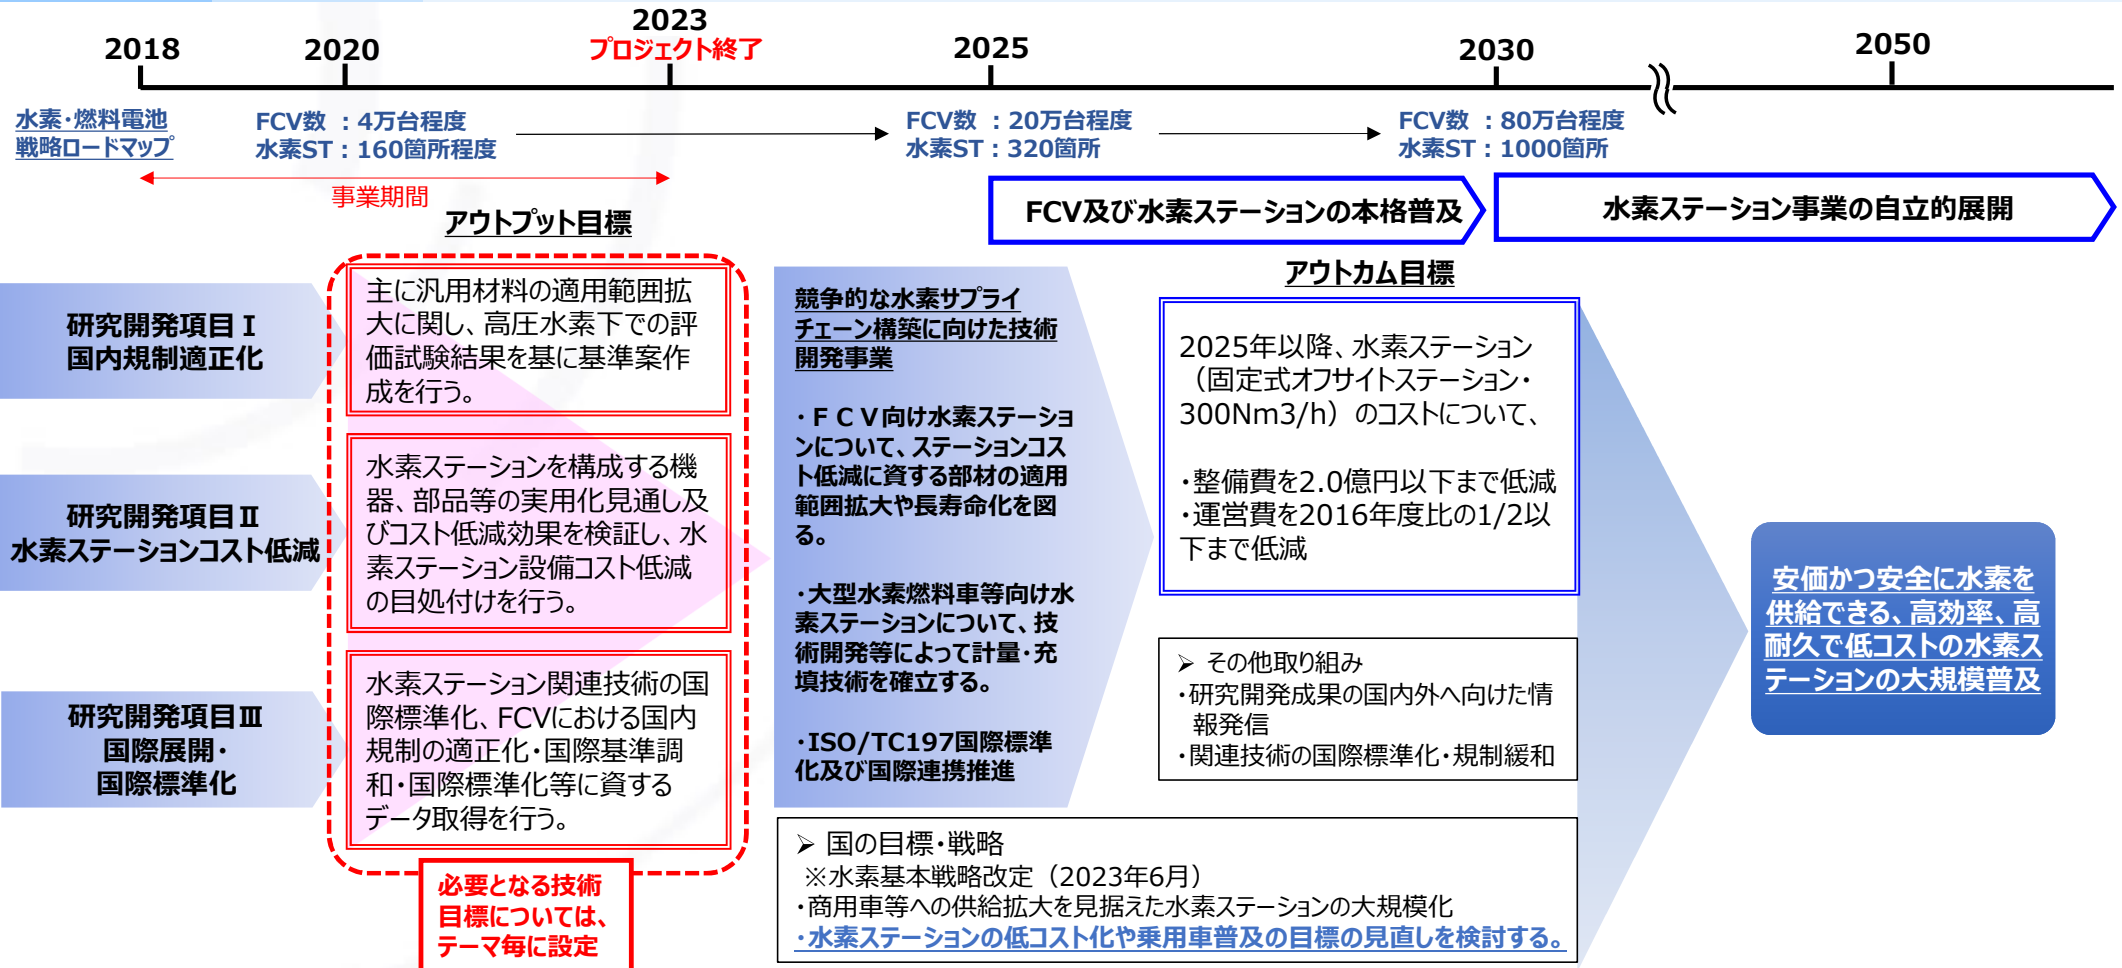 2018
2020
2023
プロジェクト終了
2025
2030
2050
水素・燃料電池
戦略ロードマップ
FCV数 ：4万台程度
水素ST：160箇所程度
FCV数 ：20万台程度
水素ST：320箇所
FCV数 ：80万台程度
水素ST：1000箇所
事業期間
FCV及び水素ステーションの本格普及
水素ステーション事業の自立的展開
アウトプット目標
研究開発項目Ⅰ
国内規制適正化
主に汎用材料の適用範囲拡
大に関し、高圧水素下での評
価試験結果を基に基準案作
成を行う。
研究開発項目Ⅱ
水素ステーションコスト低減
水素ステーションを構成する機
器、部品等の実用化見通し及
びコスト低減効果を検証し、水
素ステーション設備コスト低減
の目処付けを行う。
研究開発項目Ⅲ
国際展開・
国際標準化
水素ステーション関連技術の国
際標準化、FCVにおける国内
規制の適正化・国際基準調
和・国際標準化等に資する
データ取得を行う。
必要となる技術
目標については、
テーマ毎に設定
競争的な水素サプライ
チェーン構築に向けた技術
開発事業
・ＦＣＶ向け水素ステーショ
ンについて、ステーションコス
ト低減に資する部材の適用
範囲拡大や長寿命化を図
る。
・大型水素燃料車等向け水
素ステーションについて、技
術開発等によって計量・充
填技術を確立する。
・ISO/TC197国際標準
化及び国際連携推進
アウトカム目標
2025年以降、水素ステーション
（固定式オフサイトステーション・
300Nm3/h）のコストについて、
・整備費を2.0億円以下まで低減
・運営費を2016年度比の1/2以
下まで低減
➢ その他取り組み
・研究開発成果の国内外へ向けた情
報発信
・関連技術の国際標準化・規制緩和
➢ 国の目標・戦略
※水素基本戦略改定（2023年6月）
・商用車等への供給拡大を見据えた水素ステーションの大規模化
・水素ステーションの低コスト化や乗用車普及の目標の見直しを検討する。
安価かつ安全に水素を
供給できる、高効率、高
耐久で低コストの水素ス
テーションの大規模普及